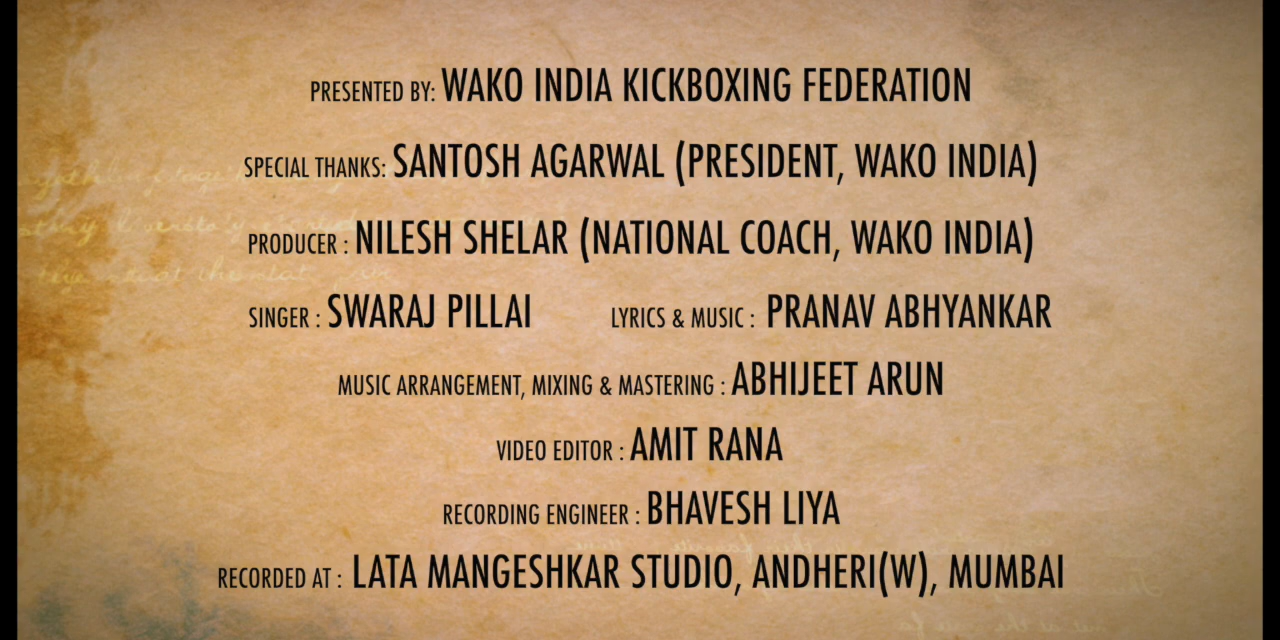 PRESENTED BY: WAKO INDIA KICKBOXING FEDERATION
SPECIAL THANKS: SANTOSH AGARWAL (PRESIDENT, WAKO INDIA)
PRODUCER : NILESH SHELAR (NATIONAL COACH, WAKO INDIA)
SINGER : SWARAJ PILLAI LYRICS & MUSIC : PRANAV ABHYANKAR
MUSIC ARRANGEMENT, MIXING & MASTERING : ABHIJEET ARUN
VIDEO EDITOR : AMIT RANA
RECORDING ENGINEER : BHAVESH LIYA
RECORDED AT : LATA MANGESHKAR STUDIO, ANDHERI(W), MUMBAI